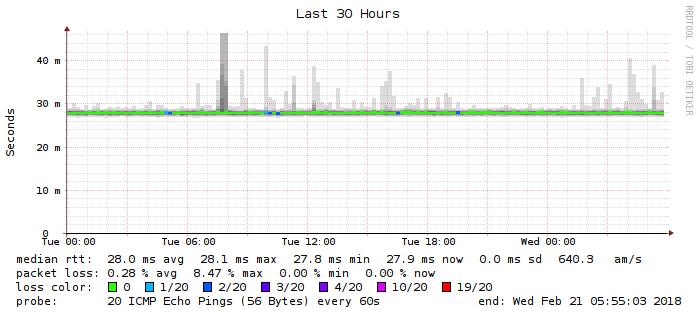 Last 30 Hours
RRDTOOL / TOBI OETIKER
Seconds
40 m
30 m
20 m
10 m
0
Tue 00:00 Tue 06:00 Tue 12:00 Tue 18:00 Wed 00:00
median rtt: 28.0 ms avg 28.1 ms max 27.8 ms min 27.9 ms now 0.0 ms sd 640.3 am/s
packet loss: 0.28 % avg 8.47 % max 0.00 % min 0.00 % now
loss color: 0 1/20 2/20 3/20 4/20 10/20 19/20
probe: 20 ICMP Echo Pings (56 Bytes) every 60s end: Wed Feb 21 05:55:03 2018